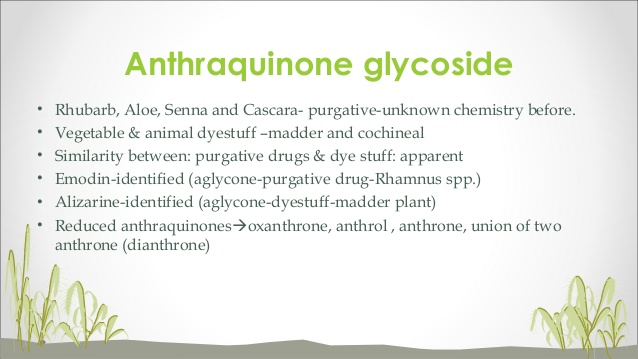 Anthraquinone glycoside
• Rhubarb, Aloe, Senna and Cascara- purgative-unknown chemistry before.
• Vegetable & animal dyestuff –madder and cochineal
• Similarity between: purgative drugs & dye stuff: apparent
• Emodin-identified (aglycone-purgative drug-Rhamnus spp.)
• Alizarine-identified (aglycone-dyestuff-madder plant)
• Reduced anthraquinones→oxanthrone, anthrol , anthrone, union of two
anthrone (dianthrone)